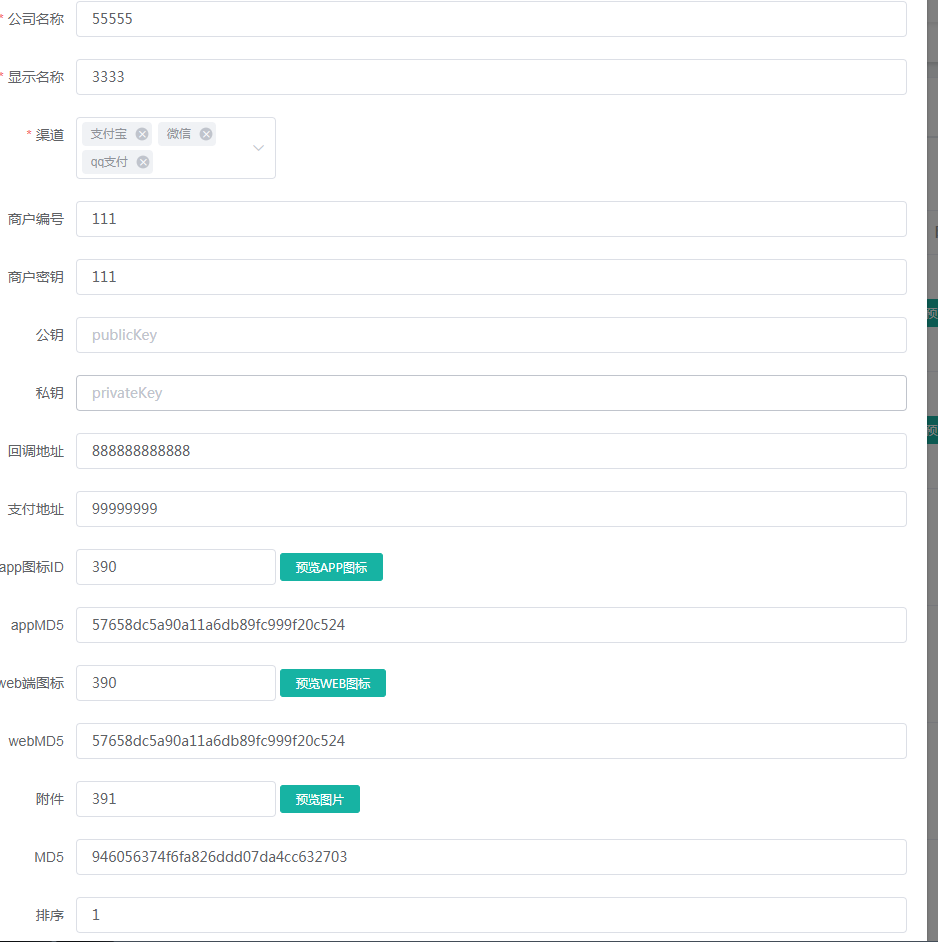 * 公司名称 55555
* 显示名称 3333
* 渠道 支付宝 微信
qq支付
商户编号 111
商户密钥 111
公钥 publicKey
私钥 privateKey
回调地址 888888888888
支付地址 99999999
app图标ID 390 预览APP图标
appMD5 57658dc5a90a11a6db89fc999f20c524
web端图标 390 预览WEB图标
webMD5 57658dc5a90a11a6db89fc999f20c524
附件 391 预览图片
MD5 946056374f6fa826ddd07da4cc632703
排序 1
预
预